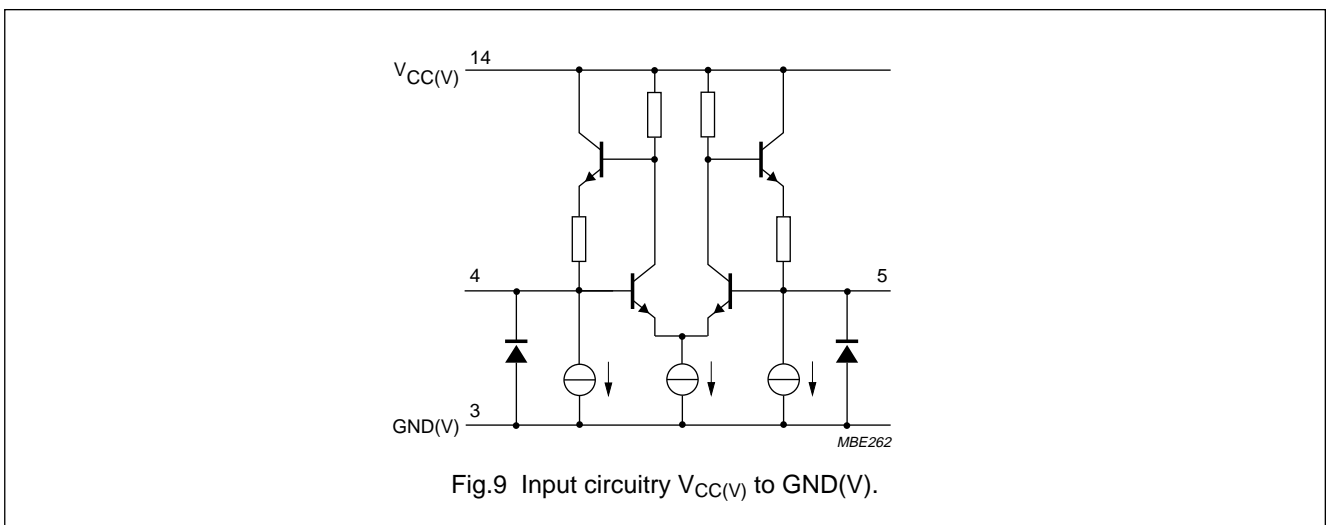 V_CC(V) 14
4 5
GND(V) 3
MBE262
Fig.9 Input circuitry V_CC(V) to GND(V).